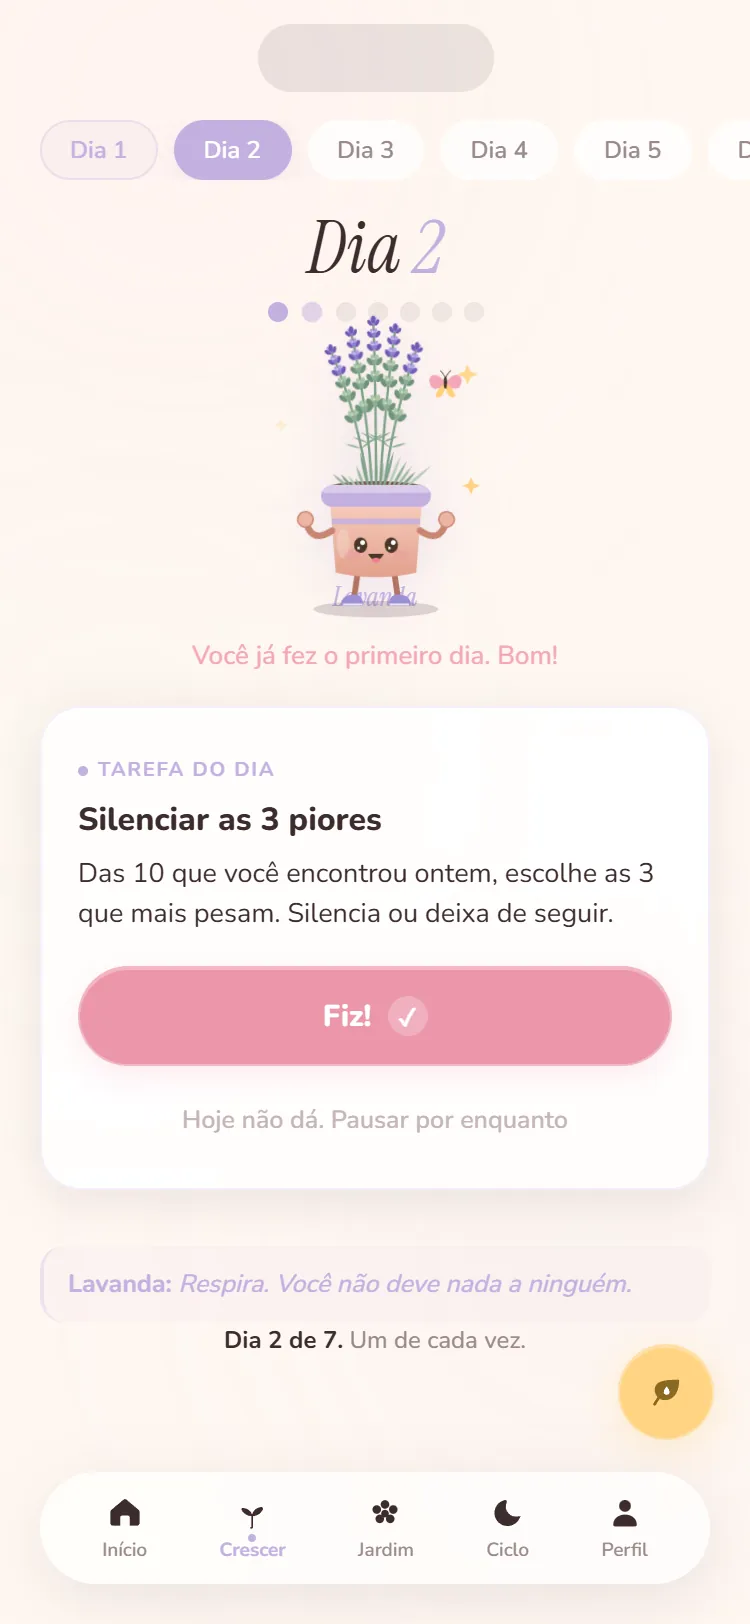 Dia 1 Dia 2 Dia 3 Dia 4 Dia 5
Dia 2
Lavanda
Você já fez o primeiro dia. Bom!
TAREFA DO DIA
Silenciar as 3 piores
Das 10 que você encontrou ontem, escolhe as 3
que mais pesam. Silencia ou deixa de seguir.
Fiz! ✓
Hoje não dá. Pausar por enquanto
Lavanda: Respira. Você não deve nada a ninguém.
Dia 2 de 7. Um de cada vez.
Início Crescer Jardim Ciclo Perfil